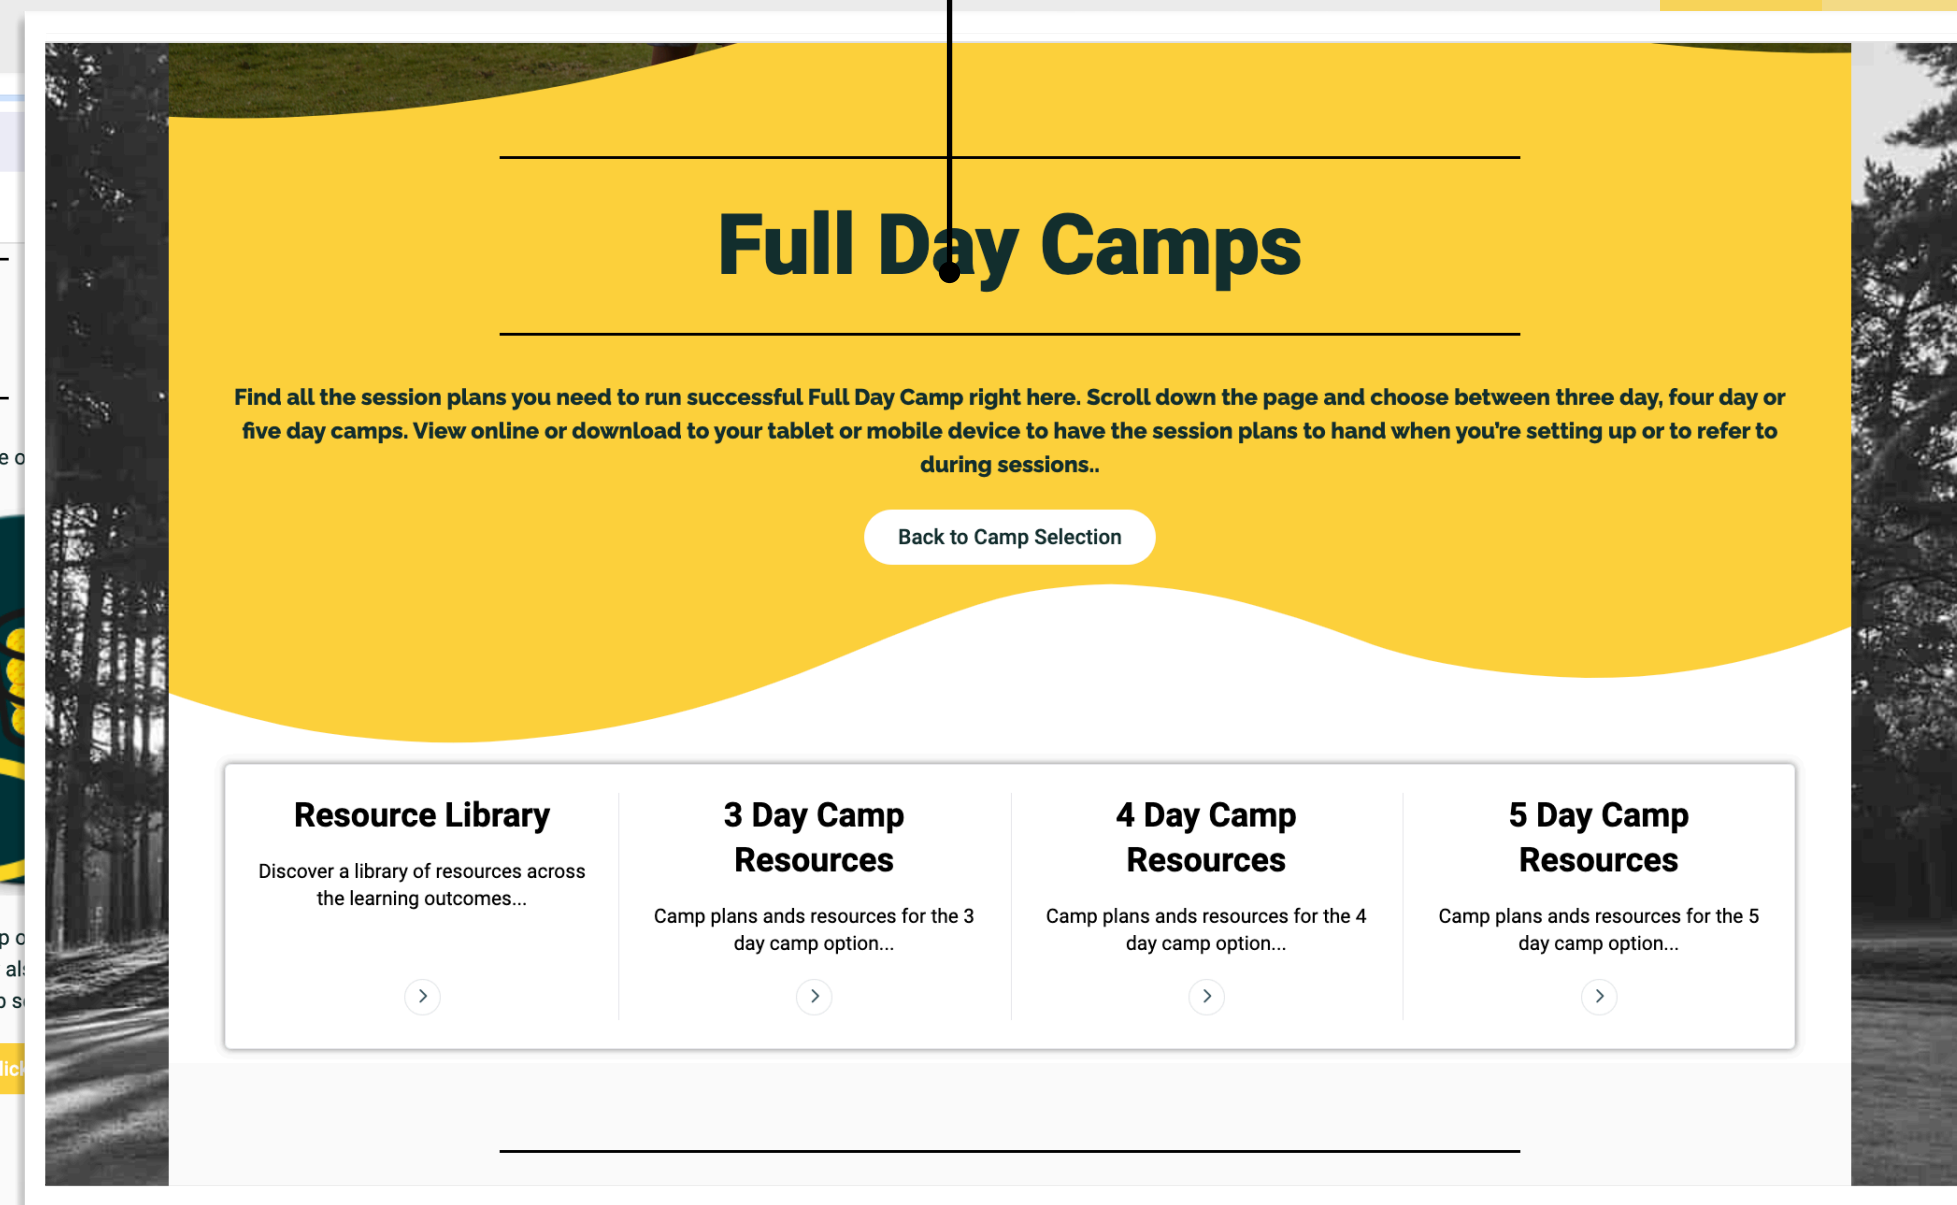 Full Day Camps
Find all the session plans you need to run successful Full Day Camp right here. Scroll down the page and choose between three day, four day or
five day camps. View online or download to your tablet or mobile device to have the session plans to hand when you're setting up or to refer to
during sessions..
Back to Camp Selection
Resource Library
Discover a library of resources across
the learning outcomes...
3 Day Camp
Resources
Camp plans ands resources for the 3
day camp option...
4 Day Camp
Resources
Camp plans ands resources for the 4
day camp option...
5 Day Camp
Resources
Camp plans ands resources for the 5
day camp option...